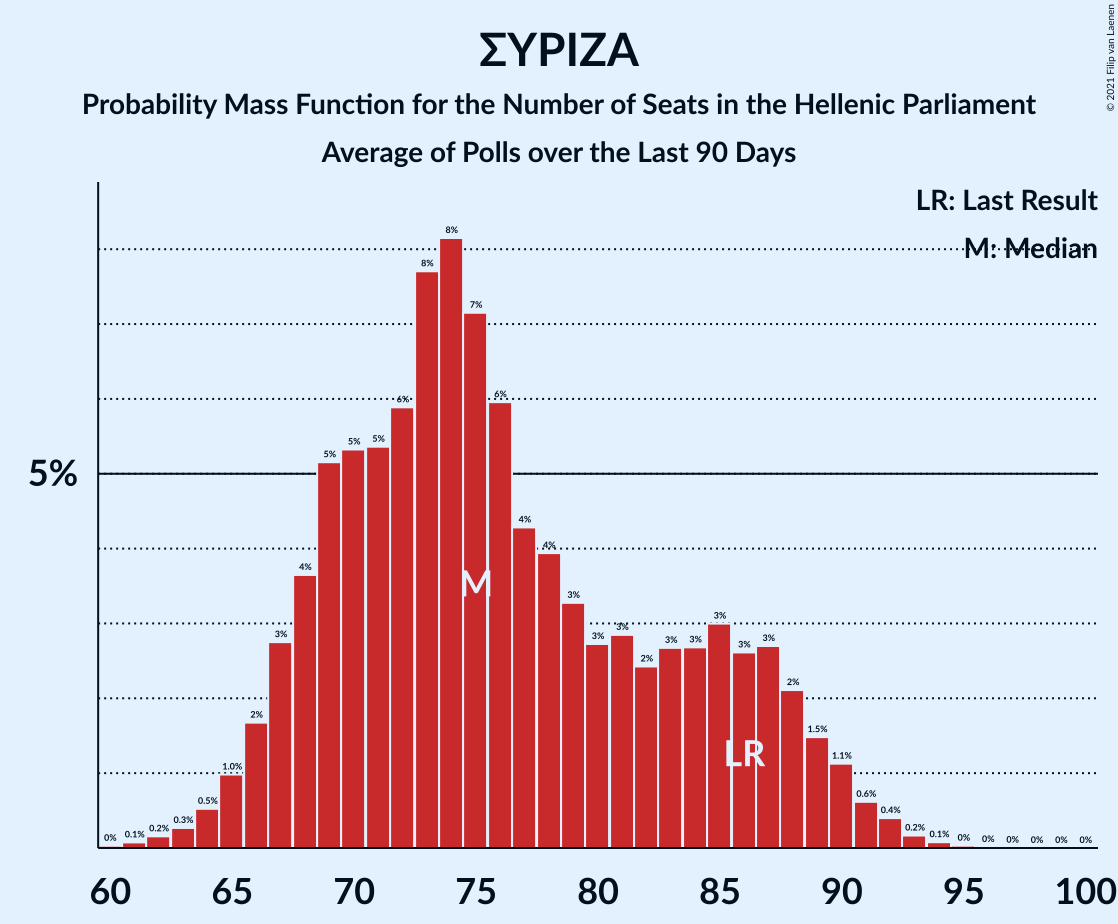 ΣΥΡΙΖΑ
Probability Mass Function for the Number of Seats in the Hellenic Parliament
Average of Polls over the Last 90 Days
© 2021 Filip van Laenen
LR: Last Result
M: Median
5%
0% 0.1% 0.2% 0.3% 0.5% 1.0% 2% 3% 4% 5% 5% 5% 6% 8% 8% 7% 6% 4% 4% 3% 3% 3% 2% 3% 3% 3% 3% 3% 2% 1.5% 1.1% 0.6% 0.4% 0.2% 0.1% 0% 0% 0% 0% 0% 0%
M
LR
60 65 70 75 80 85 90 95 100